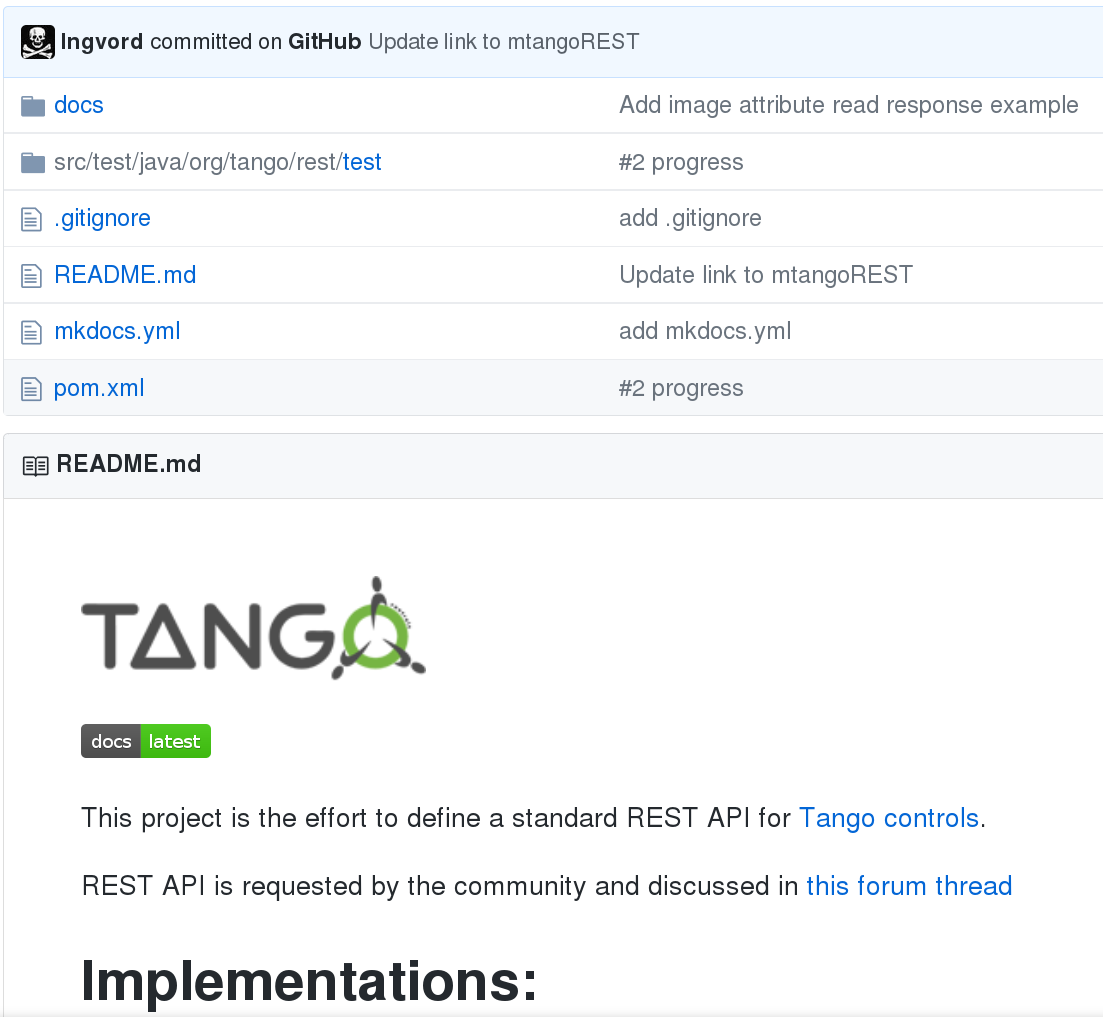 Ingvord committed on GitHub Update link to mtangoREST
docs Add image attribute read response example
src/test/java/org/tango/rest/test #2 progress
.gitignore add .gitignore
README.md Update link to mtangoREST
mkdocs.yml add mkdocs.yml
pom.xml #2 progress
README.md
TANGO
docs latest
This project is the effort to define a standard REST API for Tango controls.
REST API is requested by the community and discussed in this forum thread
Implementations: